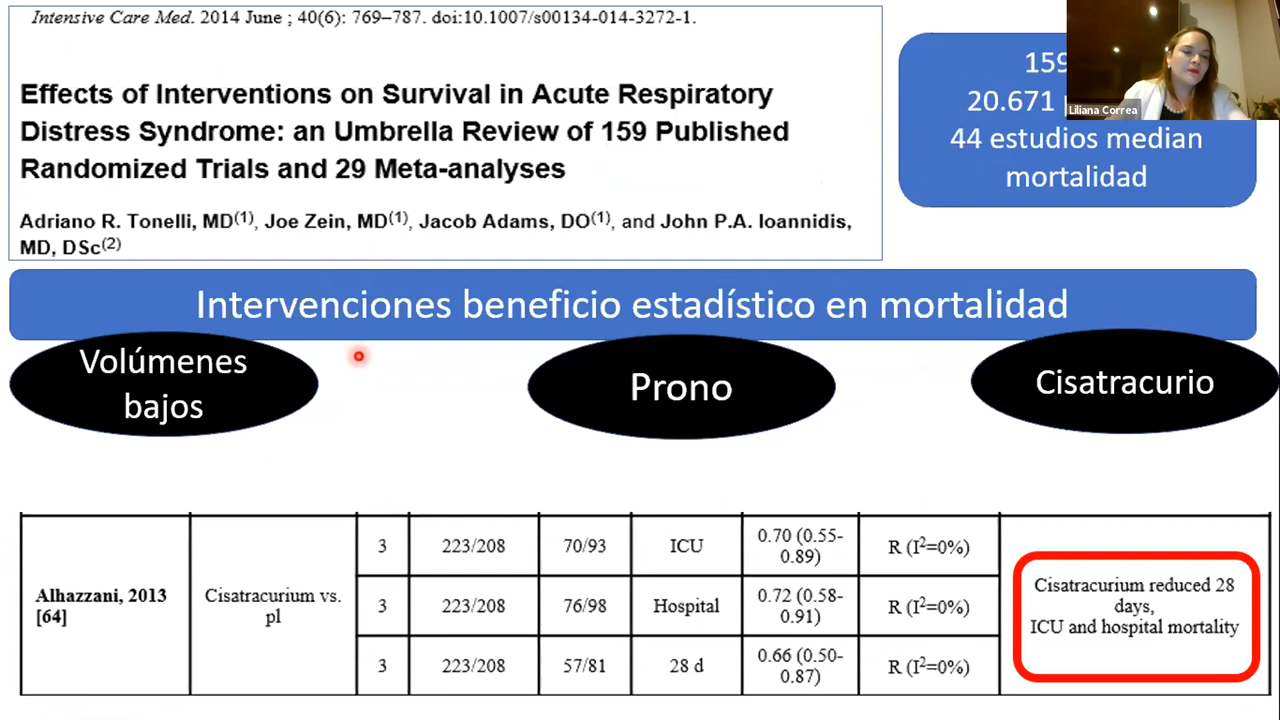 Intensive Care Med. 2014 June ; 40(6): 769–787. doi:10.1007/s00134-014-3272-1.
Effects of Interventions on Survival in Acute Respiratory
Distress Syndrome: an Umbrella Review of 159 Published
Randomized Trials and 29 Meta-analyses
Adriano R. Tonelli, MD(1), Joe Zein, MD(1), Jacob Adams, DO(1), and John P.A. Ioannidis,
MD, DSc(2)
159
20.671
44 estudios median
mortalidad
Liliana Correa
Intervenciones beneficio estadístico en mortalidad
Volúmenes
bajos
Prono
Cisatracurio
Alhazzani, 2013
[64]
Cisatracurium vs.
pl
3
223/208
70/93
ICU
0.70 (0.55-
0.89)
R (I²=0%)
3
223/208
76/98
Hospital
0.72 (0.58-
0.91)
R (I²=0%)
3
223/208
57/81
28 d
0.66 (0.50-
0.87)
R (I²=0%)
Cisatracurium reduced 28
days,
ICU and hospital mortality